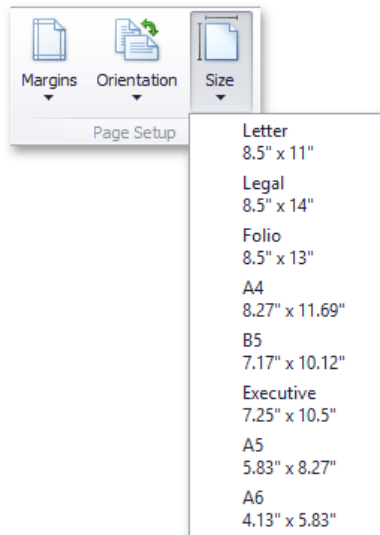 Margins Orientation Size
Page Setup
Letter
8.5" x 11"
Legal
8.5" x 14"
Folio
8.5" x 13"
A4
8.27" x 11.69"
B5
7.17" x 10.12"
Executive
7.25" x 10.5"
A5
5.83" x 8.27"
A6
4.13" x 5.83"